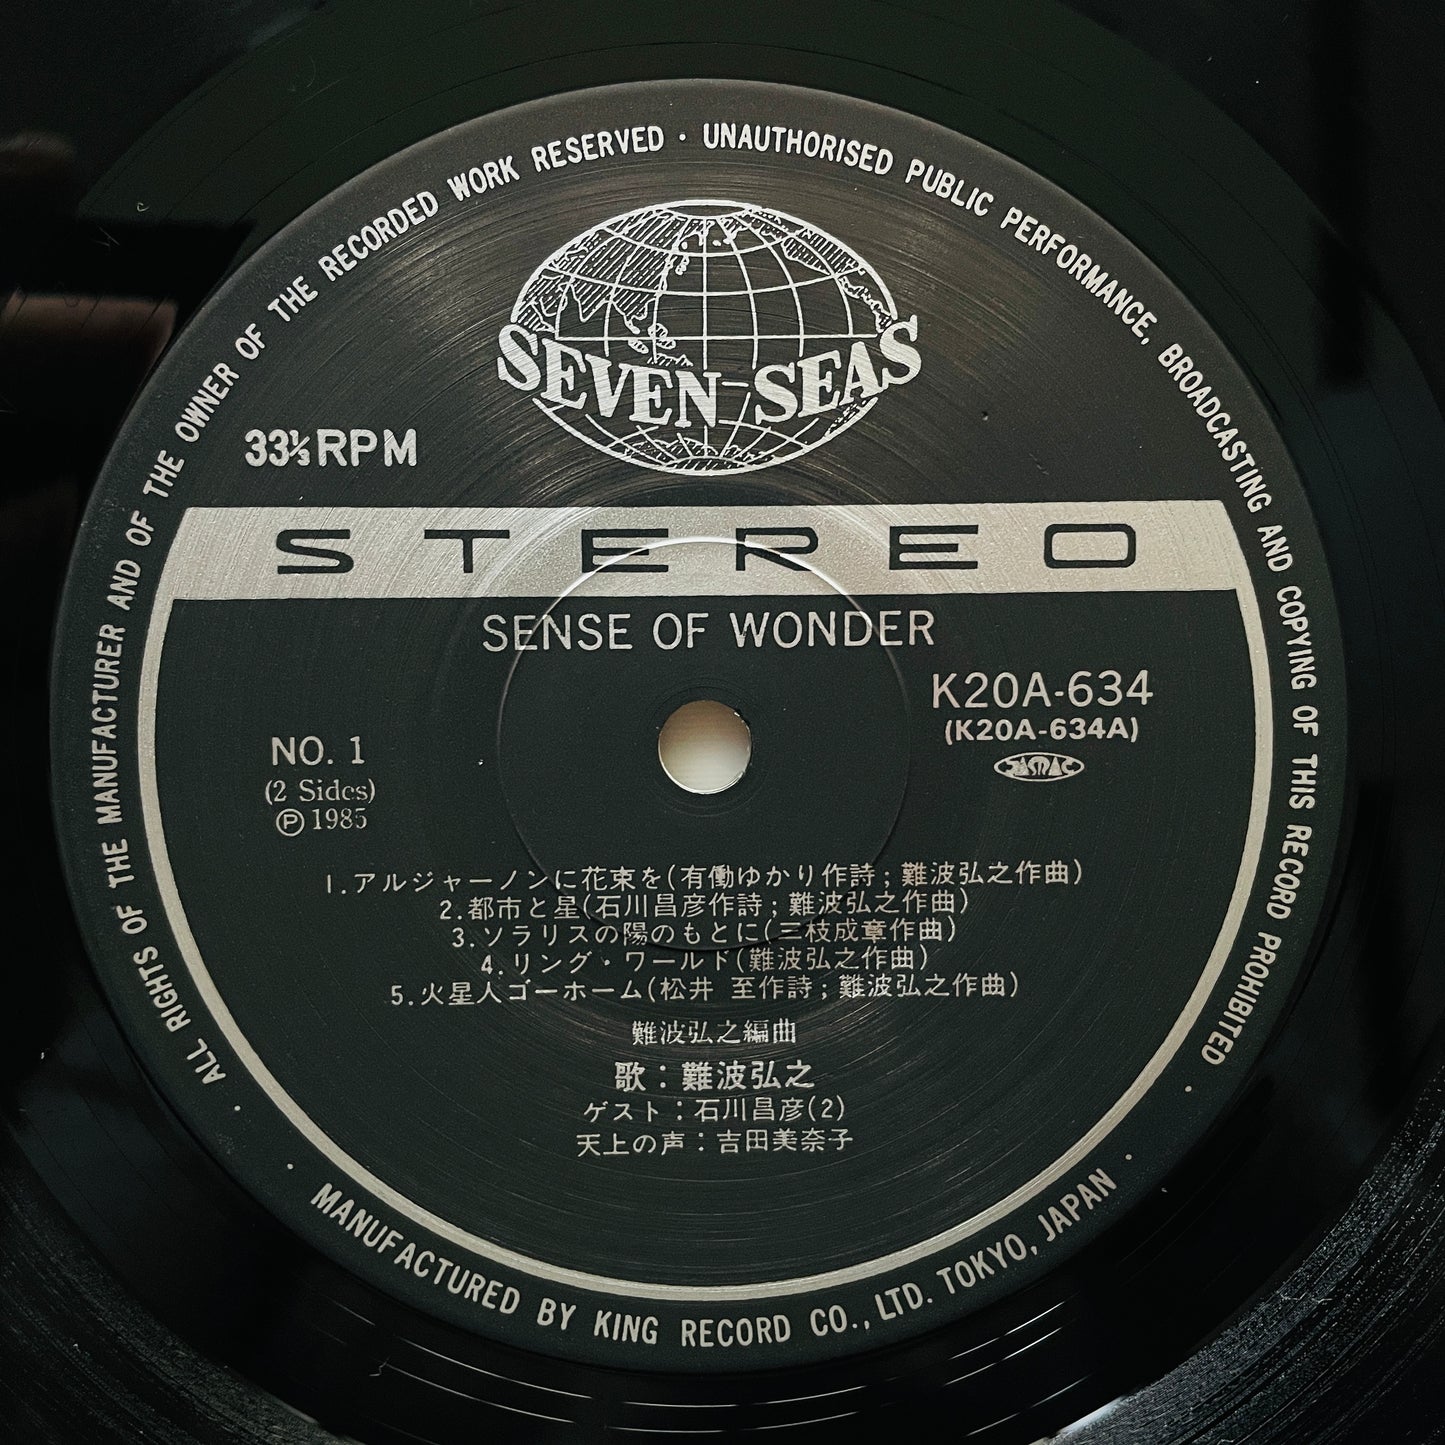 ALL RIGHTS OF THE MANUFACTURER AND OF THE OWNER OF THE RECORDED WORK RESERVED · UNAUTHORISED PUBLIC PERFORMANCE, BROADCASTING AND COPYING OF THIS RECORD PROHIBITED
SEVEN SEAS
33⅓RPM
STEREO
SENSE OF WONDER
K20A-634
(K20A-634A)
JASRAC
NO. 1
(2 Sides)
Ⓟ1985
1.アルジャーノンに花束を(有働ゆかり作詩;難波弘之作曲)
2.都市と星(石川昌彦作詩;難波弘之作曲)
3.ソラリスの陽のもとに(三枝成章作曲)
4.リング・ワールド(難波弘之作曲)
5.火星人ゴーホーム(松井 至作詩;難波弘之作曲)
難波弘之編曲
歌:難波弘之
ゲスト:石川昌彦(2)
天上の声:吉田美奈子
· MANUFACTURED BY KING RECORD CO., LTD. TOKYO, JAPAN ·